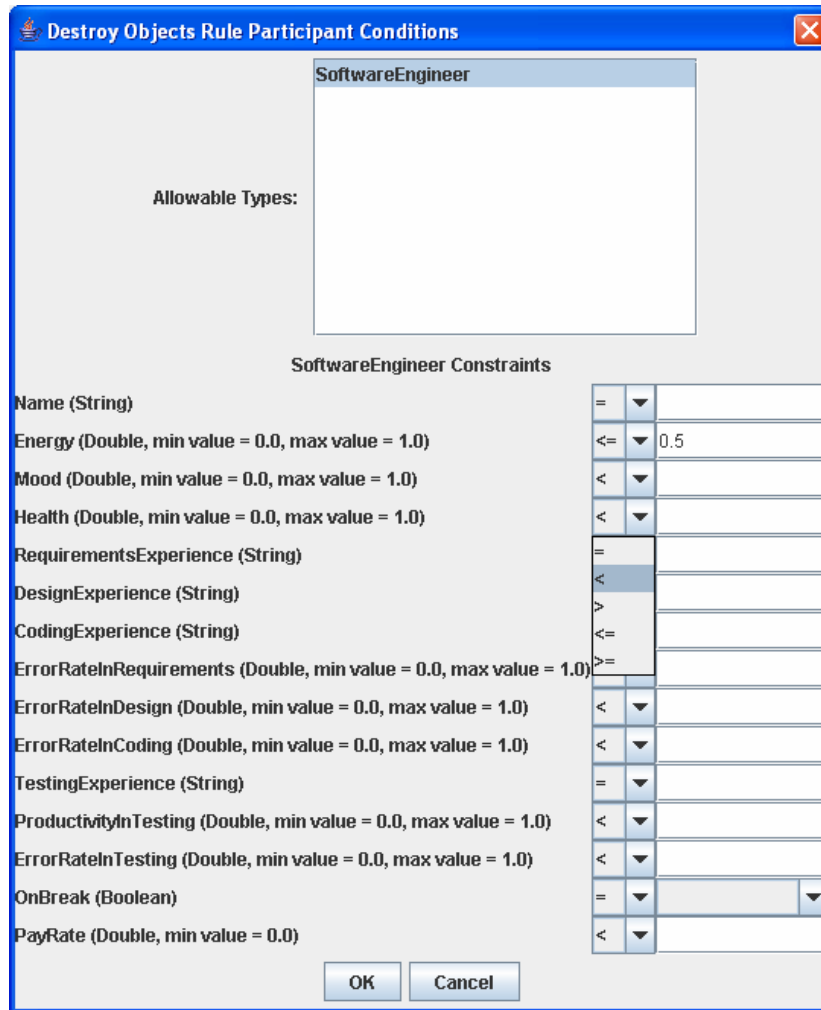 Destroy Objects Rule Participant Conditions
SoftwareEngineer
Allowable Types:
SoftwareEngineer Constraints
Name (String) =
Energy (Double, min value = 0.0, max value = 1.0) <= 0.5
Mood (Double, min value = 0.0, max value = 1.0) <
Health (Double, min value = 0.0, max value = 1.0) <
RequirementsExperience (String) =
DesignExperience (String) <
CodingExperience (String) >
<=
ErrorRateInRequirements (Double, min value = 0.0, max value = 1.0) >=
ErrorRateInDesign (Double, min value = 0.0, max value = 1.0) <
ErrorRateInCoding (Double, min value = 0.0, max value = 1.0) <
TestingExperience (String) =
ProductivityInTesting (Double, min value = 0.0, max value = 1.0) <
ErrorRateInTesting (Double, min value = 0.0, max value = 1.0) <
OnBreak (Boolean) =
PayRate (Double, min value = 0.0) <
OK Cancel